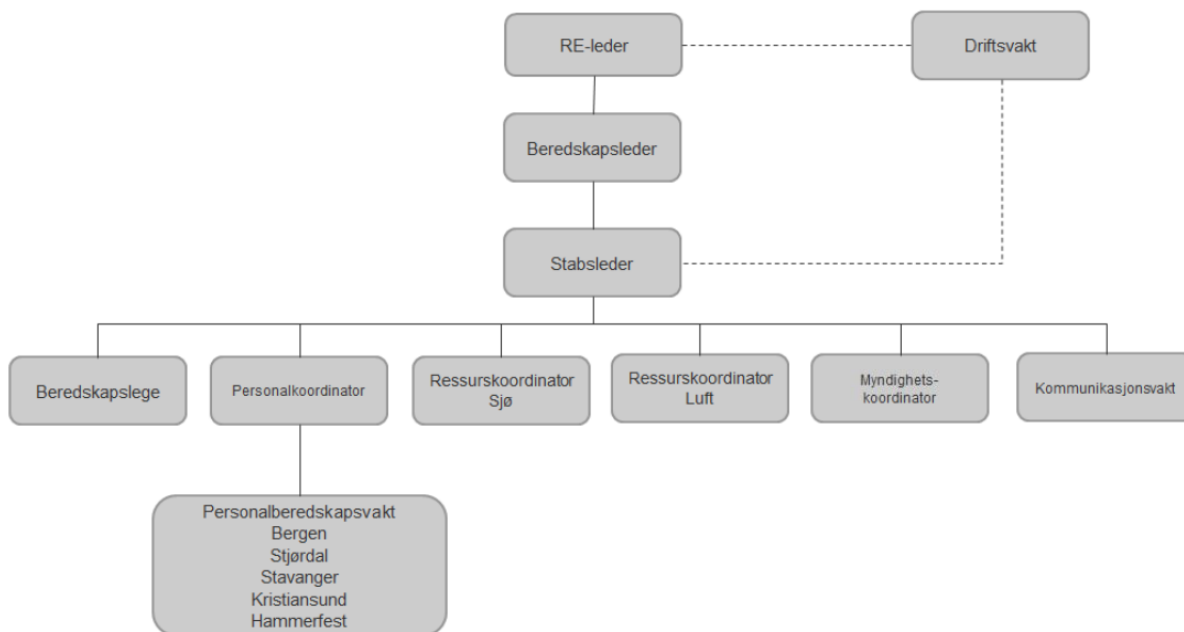 RE-leder
Driftsvakt
Beredskapsleder
Stabsleder
Beredskapslege
Personalkoordinator
Ressurskoordinator
Sjø
Ressurskoordinator
Luft
Myndighets-
koordinator
Kommunikasjonsvakt
Personalberedskapsvakt
Bergen
Stjørdal
Stavanger
Kristiansund
Hammerfest